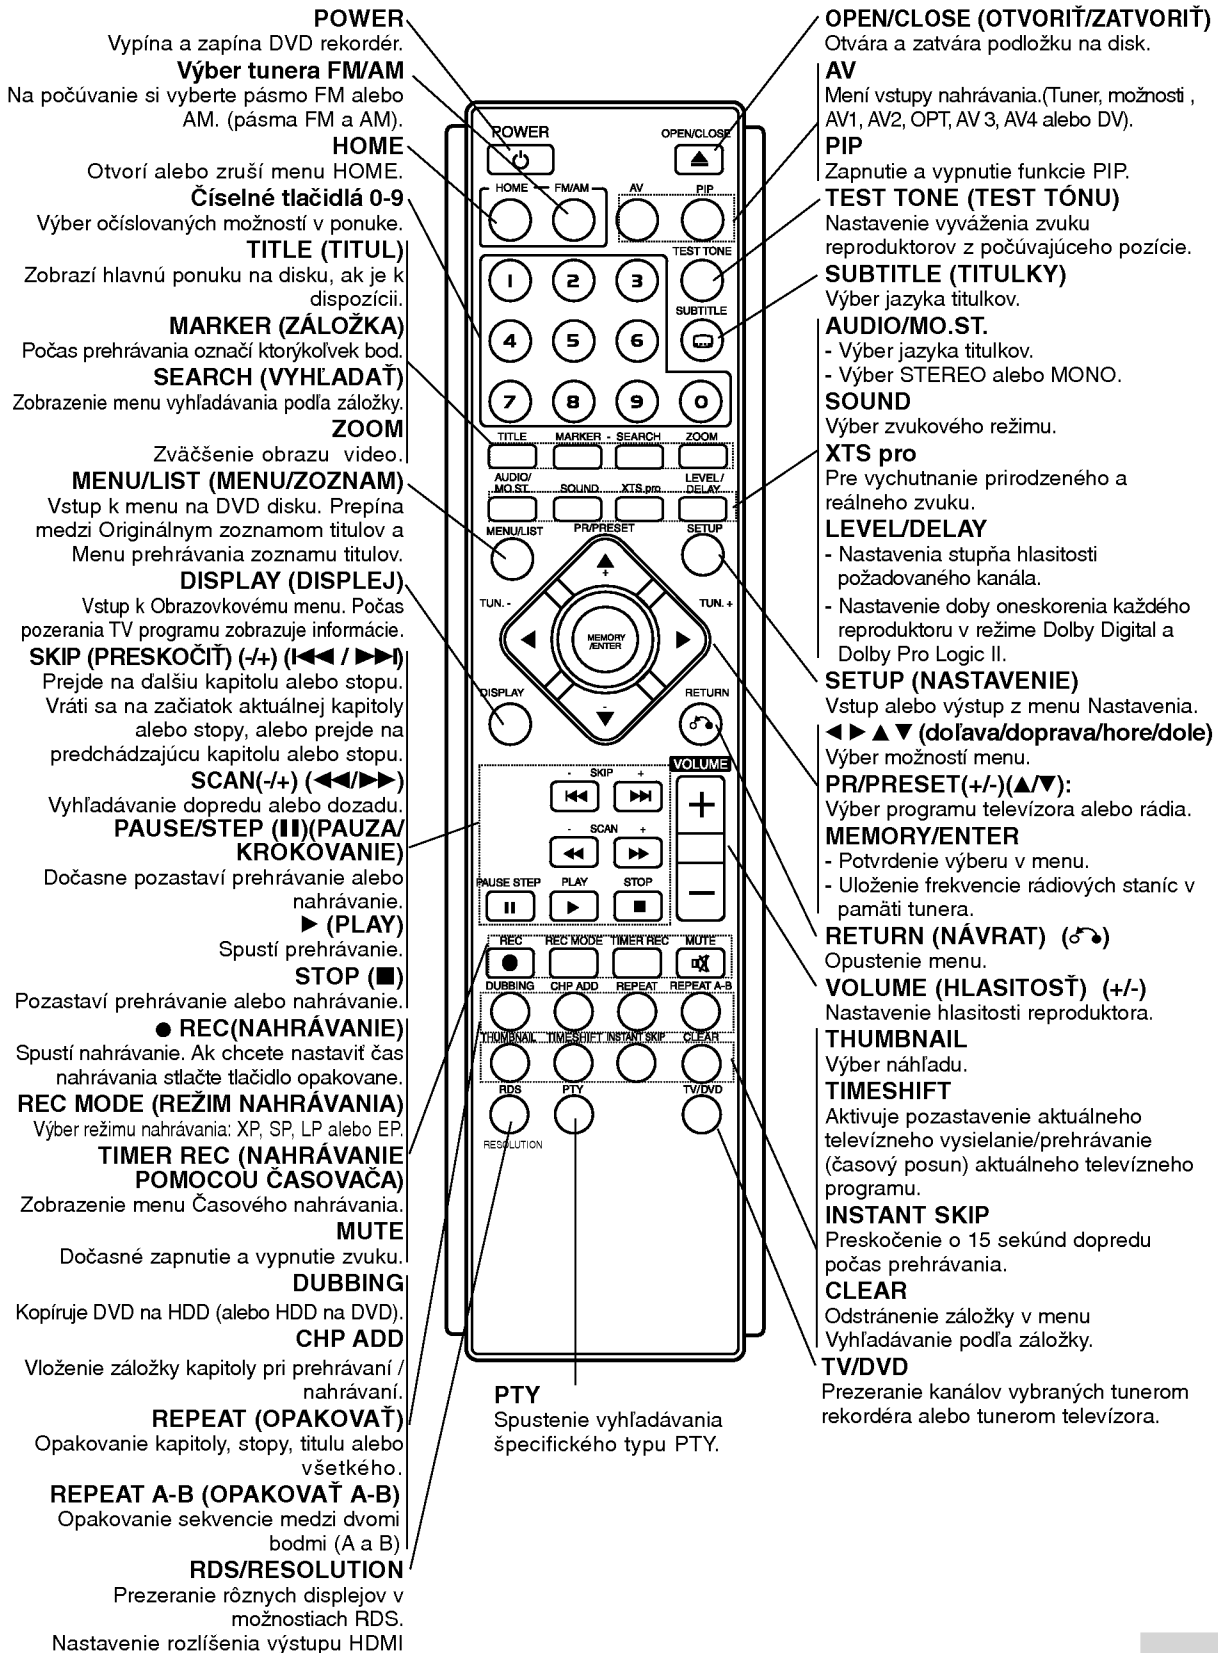 POWER
Vypína a zapína DVD rekordér.
Výber tunera FM/AM
Na počúvanie si vyberte pásmo FM alebo
AM. (pásma FM a AM).
HOME
Otvorí alebo zruší menu HOME.
Číselné tlačidlá 0-9
Výber očíslovaných možností v ponuke.
TITLE (TITUL)
Zobrazí hlavnú ponuku na disku, ak je k
dispozícii.
MARKER (ZÁLOŽKA)
Počas prehrávania označí ktorýkoľvek bod.
SEARCH (VYHĽADAŤ)
Zobrazenie menu vyhľadávania podľa záložky.
ZOOM
Zväčšenie obrazu video.
MENU/LIST (MENU/ZOZNAM)
Vstup k menu na DVD disku. Prepína
medzi Originálnym zoznamom titulov a
Menu prehrávania zoznamu titulov.
DISPLAY (DISPLEJ)
Vstup k Obrazovkovému menu. Počas
pozerania TV programu zobrazuje informácie.
SKIP (PRESKOČIŤ) (-/+) (I◄◄ / ►►I)
Prejde na ďalšiu kapitolu alebo stopu.
Vráti sa na začiatok aktuálnej kapitoly
alebo stopy, alebo prejde na
predchádzajúcu kapitolu alebo stopu.
SCAN(-/+) (◄◄/►►)
Vyhľadávanie dopredu alebo dozadu.
PAUSE/STEP (II)(PAUZA/
KROKOVANIE)
Dočasne pozastaví prehrávanie alebo
nahrávanie.
► (PLAY)
Spustí prehrávanie.
STOP (■)
Pozastaví prehrávanie alebo nahrávanie.
● REC(NAHRÁVANIE)
Spustí nahrávanie. Ak chcete nastaviť čas
nahrávania stlačte tlačidlo opakovane.
REC MODE (REŽIM NAHRÁVANIA)
Výber režimu nahrávania: XP, SP, LP alebo EP.
TIMER REC (NAHRÁVANIE
POMOCOU ČASOVAČA)
Zobrazenie menu Časového nahrávania.
MUTE
Dočasné zapnutie a vypnutie zvuku.
DUBBING
Kopíruje DVD na HDD (alebo HDD na DVD).
CHP ADD
Vloženie záložky kapitoly pri prehrávaní /
nahrávaní.
REPEAT (OPAKOVAŤ)
Opakovanie kapitoly, stopy, titulu alebo
všetkého.
REPEAT A-B (OPAKOVAŤ A-B)
Opakovanie sekvencie medzi dvomi
bodmi (A a B)
RDS/RESOLUTION
Prezeranie rôznych displejov v
možnostiach RDS.
Nastavenie rozlíšenia výstupu HDMI
POWER
OPEN/CLOSE
HOME
FM/AM
AV
PIP
TEST TONE
1
2
3
SUBTITLE
4
5
6
7
8
9
0
TITLE
MARKER - SEARCH
ZOOM
AUDIO/
MO.ST.
SOUND
XTS pro
LEVEL /
DELAY
MENU/LIST
PR/PRESET
SETUP
+
TUN. -
TUN. +
MEMORY
/ENTER
-
DISPLAY
RETURN
VOLUME
- SKIP +
I◄◄
►►I
+
- SCAN +
◄◄
►►
PAUSE STEP
PLAY
STOP
II
►
■
−
REC
REC MODE
TIMER REC
MUTE
DUBBING
CHP ADD
REPEAT
REPEAT A-B
THUMBNAIL
TIMESHIFT
INSTANT SKIP
CLEAR
RDS
PTY
TV/DVD
RESOLUTION
PTY
Spustenie vyhľadávania
špecifického typu PTY.
OPEN/CLOSE (OTVORIŤ/ZATVORIŤ)
Otvára a zatvára podložku na disk.
AV
Mení vstupy nahrávania.(Tuner, možnosti ,
AV1, AV2, OPT, AV 3, AV4 alebo DV).
PIP
Zapnutie a vypnutie funkcie PIP.
TEST TONE (TEST TÓNU)
Nastavenie vyváženia zvuku
reproduktorov z počúvajúceho pozície.
SUBTITLE (TITULKY)
Výber jazyka titulkov.
AUDIO/MO.ST.
- Výber jazyka titulkov.
- Výber STEREO alebo MONO.
SOUND
Výber zvukového režimu.
XTS pro
Pre vychutnanie prirodzeného a
reálneho zvuku.
LEVEL/DELAY
- Nastavenia stupňa hlasitosti
požadovaného kanála.
- Nastavenie doby oneskorenia každého
reproduktoru v režime Dolby Digital a
Dolby Pro Logic II.
SETUP (NASTAVENIE)
Vstup alebo výstup z menu Nastavenia.
◄ ► ▲ ▼ (doľava/doprava/hore/dole)
Výber možností menu.
PR/PRESET(+/-)(▲/▼):
Výber programu televízora alebo rádia.
MEMORY/ENTER
- Potvrdenie výberu v menu.
- Uloženie frekvencie rádiových staníc v
pamäti tunera.
RETURN (NÁVRAT) ( )
Opustenie menu.
VOLUME (HLASITOSŤ) (+/-)
Nastavenie hlasitosti reproduktora.
THUMBNAIL
Výber náhľadu.
TIMESHIFT
Aktivuje pozastavenie aktuálneho
televízneho vysielanie/prehrávanie
(časový posun) aktuálneho televízneho
programu.
INSTANT SKIP
Preskočenie o 15 sekúnd dopredu
počas prehrávania.
CLEAR
Odstránenie záložky v menu
Vyhľadávanie podľa záložky.
TV/DVD
Prezeranie kanálov vybraných tunerom
rekordéra alebo tunerom televízora.